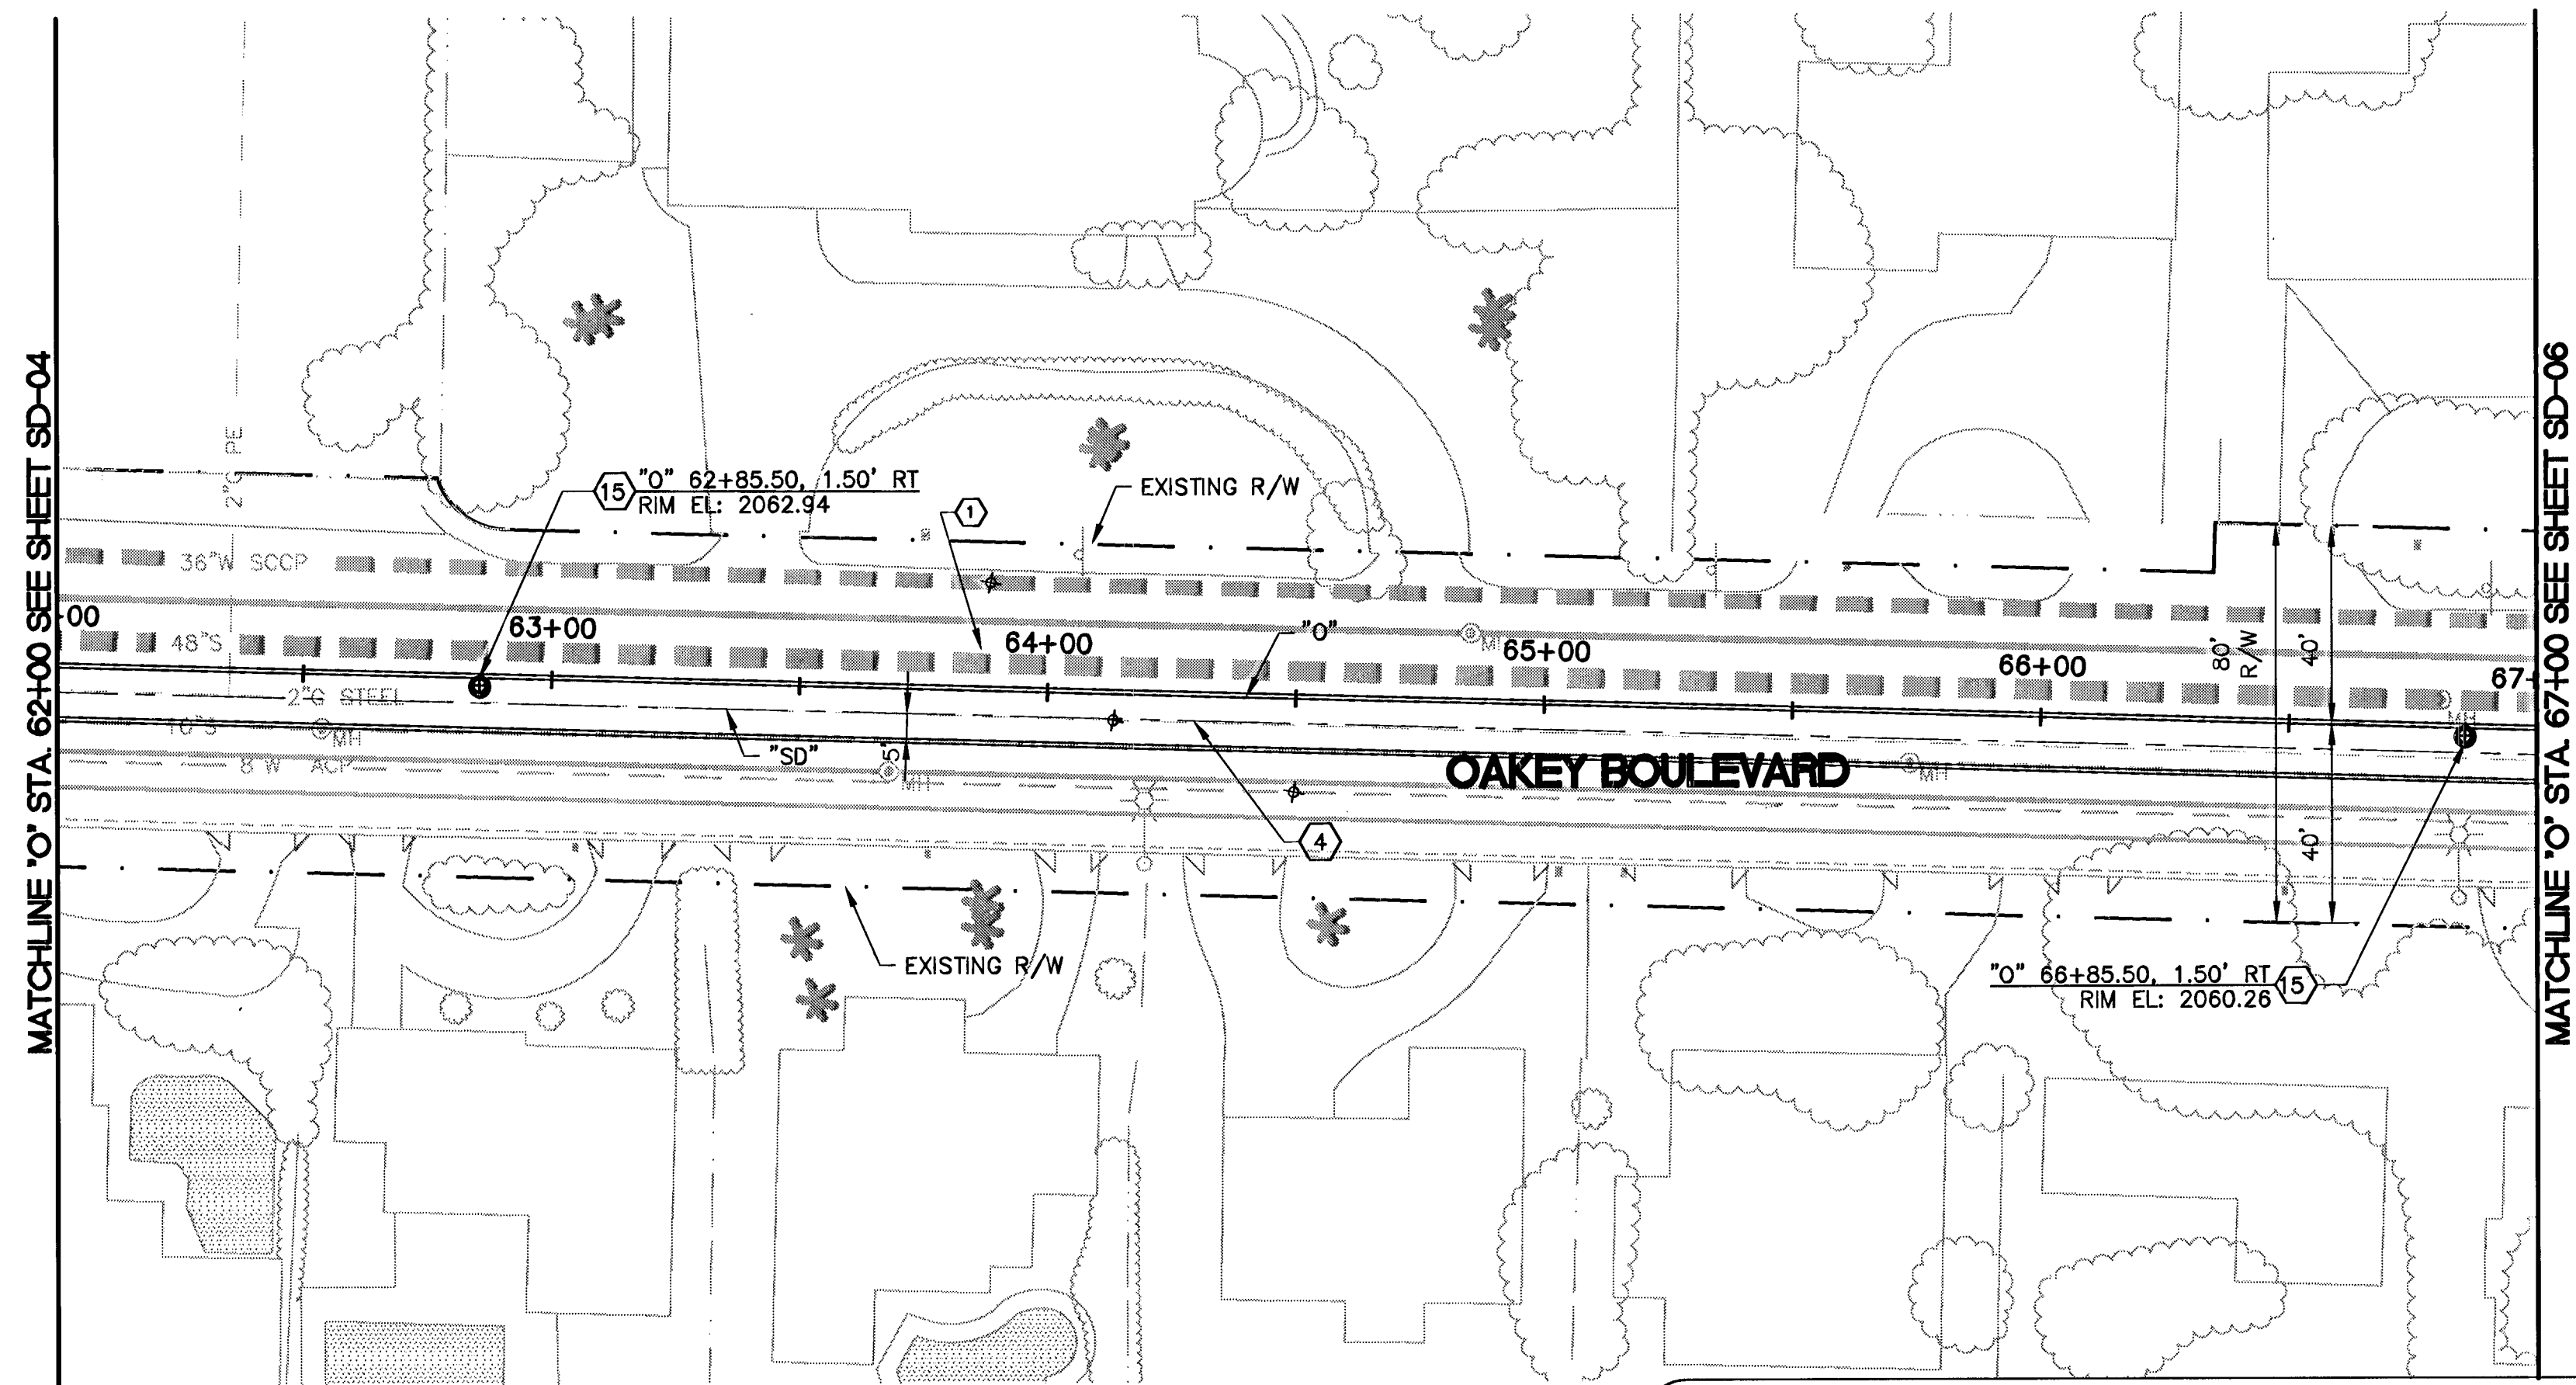 MATCHLINE 'O' STA. 62+00 SEE SHEET SD-04
2"G PE
15
"O" 62+85.50, 1.50' RT
RIM EL: 2062.94
1
EXISTING R/W
36"W SCCP
+00
48"S
63+00
64+00
"O"
MH
65+00
66+00
80'
R/W
40'
67+
2"G STEEL
MH
10"S
MH
"SD"
5'
MH
8"W ACP
OAKEY BOULEVARD
MH
4
40'
EXISTING R/W
"O" 66+85.50, 1.50' RT
RIM EL: 2060.26
15
MATCHLINE 'O' STA. 67+00 SEE SHEET SD-06